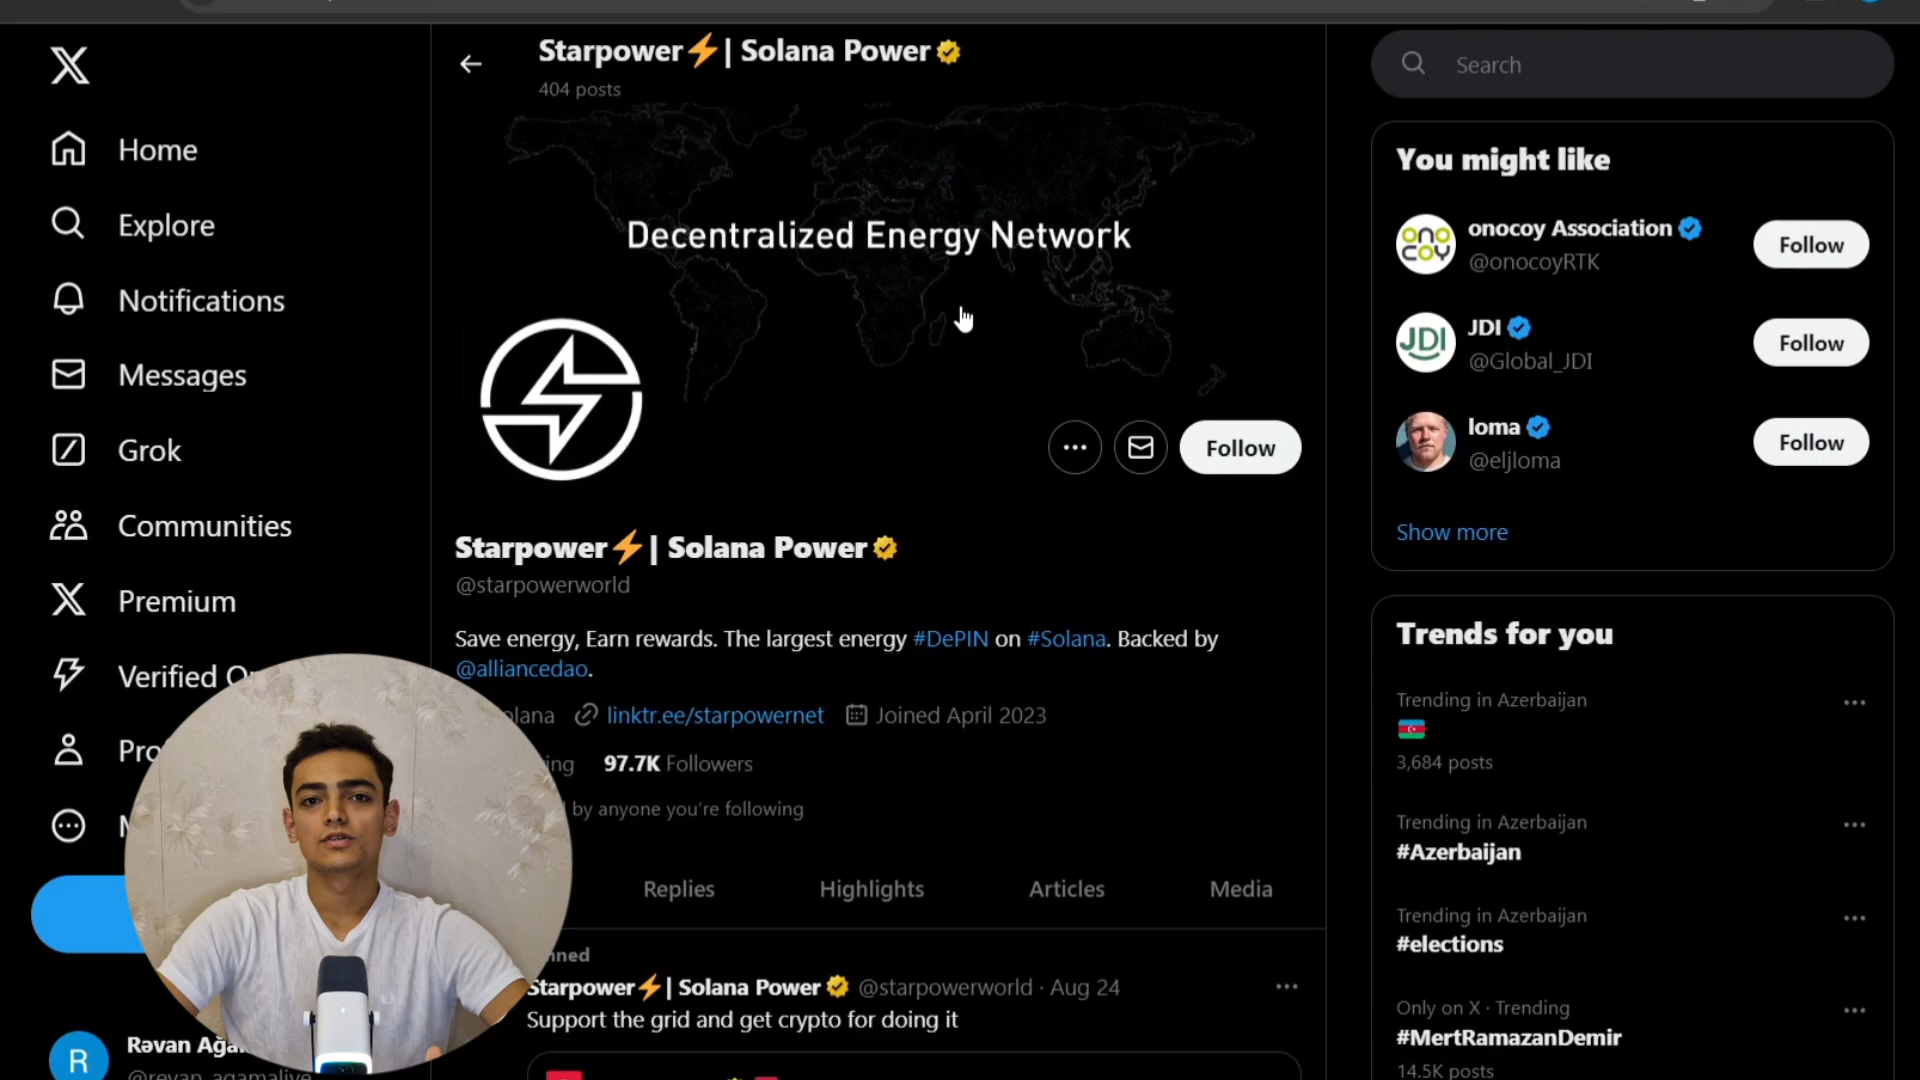 Home
Explore
Notifications
Messages
Grok
Communities
Premium
Verified
Starpower⚡| Solana Power
404 posts
Decentralized Energy Network
Follow
Starpower⚡| Solana Power
@starpowerworld
Save energy, Earn rewards. The largest energy #DePIN on #Solana. Backed by
@alliancedao.
linktr.ee/starpowernet Joined April 2023
97.7K Followers
by anyone you're following
Replies Highlights Articles Media
Starpower⚡| Solana Power @starpowerworld · Aug 24
Support the grid and get crypto for doing it
Rəvan
R
Search
You might like
onocoy Association
@onocoyRTK
Follow
JDI
@Global_JDI
Follow
loma
@eljloma
Follow
Show more
Trends for you
Trending in Azerbaijan
🇦🇿
3,684 posts
Trending in Azerbaijan
#Azerbaijan
Trending in Azerbaijan
#elections
Only on X · Trending
#MertRamazanDemir
14.5K posts